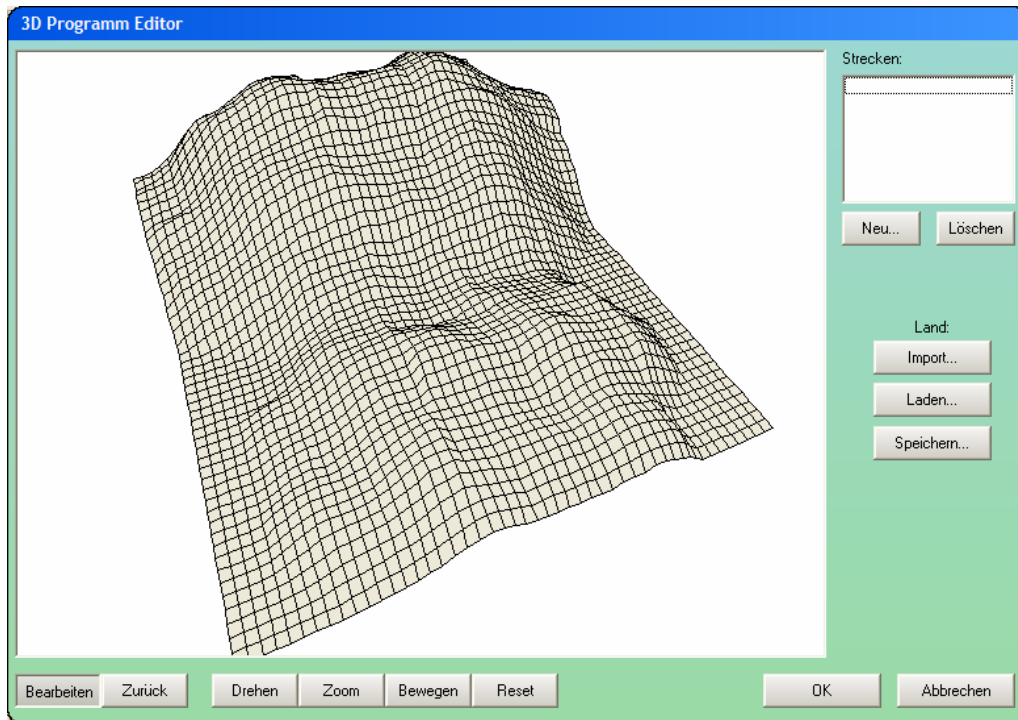 3D Programm Editor
Strecken:
Neu... Löschen
Land:
Import...
Laden...
Speichern...
Bearbeiten Zurück Drehen Zoom Bewegen Reset OK Abbrechen